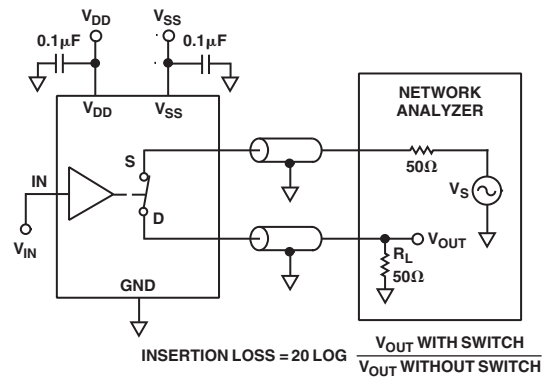 VDD
VSS
0.1μF
0.1μF
VDD
VSS
NETWORK
ANALYZER
S
50Ω
IN
VS
D
VIN
VOUT
RL
50Ω
GND
INSERTION LOSS = 20 LOG VOUT WITH SWITCH
VOUT WITHOUT SWITCH